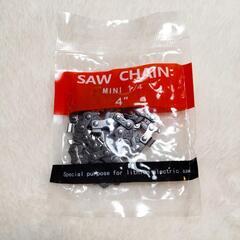 SAW CHAIN:
MINI 1/4
4"
Special purpose for lithium electric saw